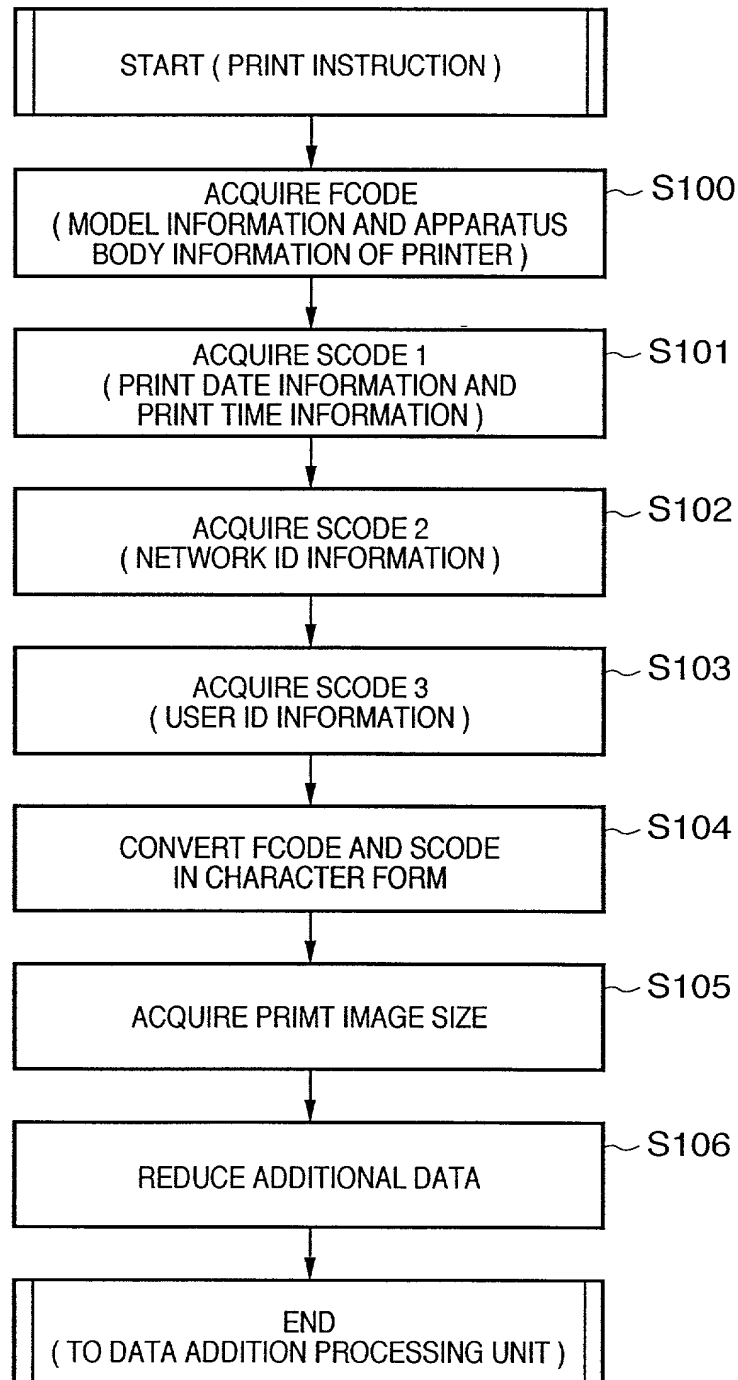 START ( PRINT INSTRUCTION )
ACQUIRE FCODE
( MODEL INFORMATION AND APPARATUS
BODY INFORMATION OF PRINTER )
S100
ACQUIRE SCODE 1
( PRINT DATE INFORMATION AND
PRINT TIME INFORMATION )
S101
ACQUIRE SCODE 2
( NETWORK ID INFORMATION )
S102
ACQUIRE SCODE 3
( USER ID INFORMATION )
S103
CONVERT FCODE AND SCODE
IN CHARACTER FORM
S104
ACQUIRE PRIMT IMAGE SIZE
S105
REDUCE ADDITIONAL DATA
S106
END
( TO DATA ADDITION PROCESSING UNIT )